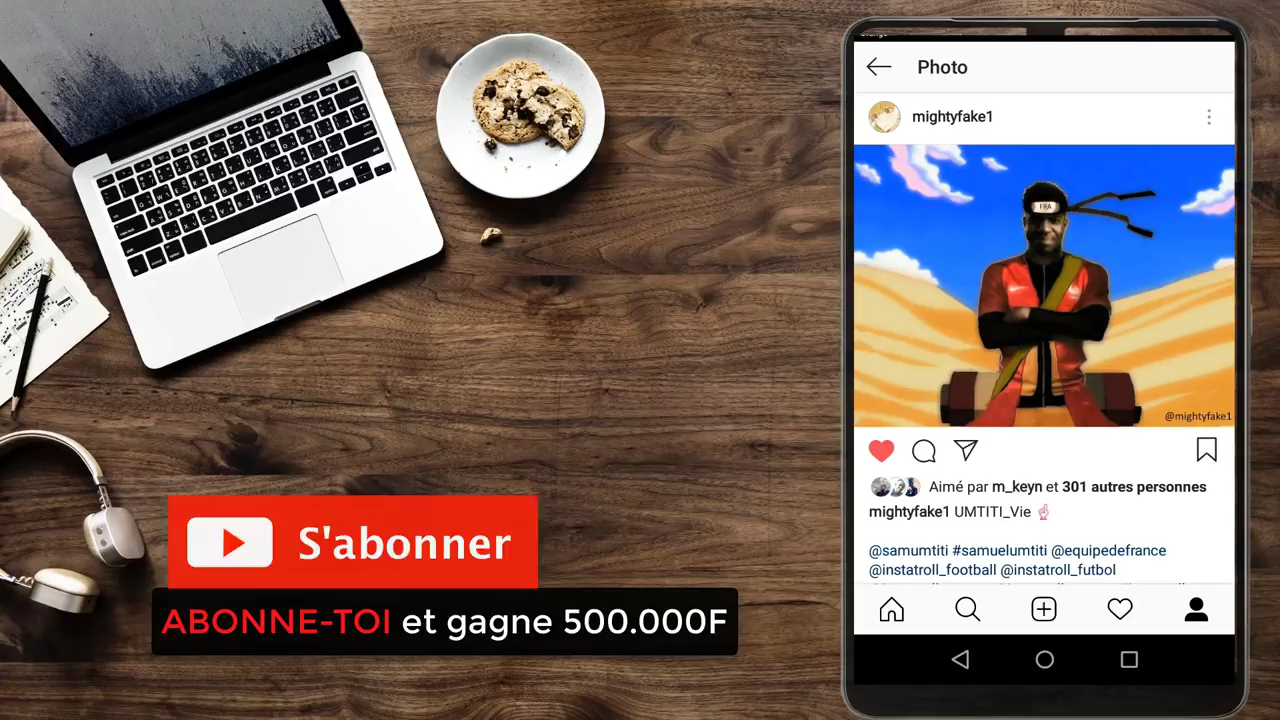 Photo
mightyfake1
FRA
@mightyfake1
Aimé par m_keyn et 301 autres personnes
mightyfake1 UMTITI_Vie ☝
@samumtiti #samuelumtiti @equipedefrance
@instatroll_football @instatroll_futbol
S'abonner
ABONNE-TOI et gagne 500.000F